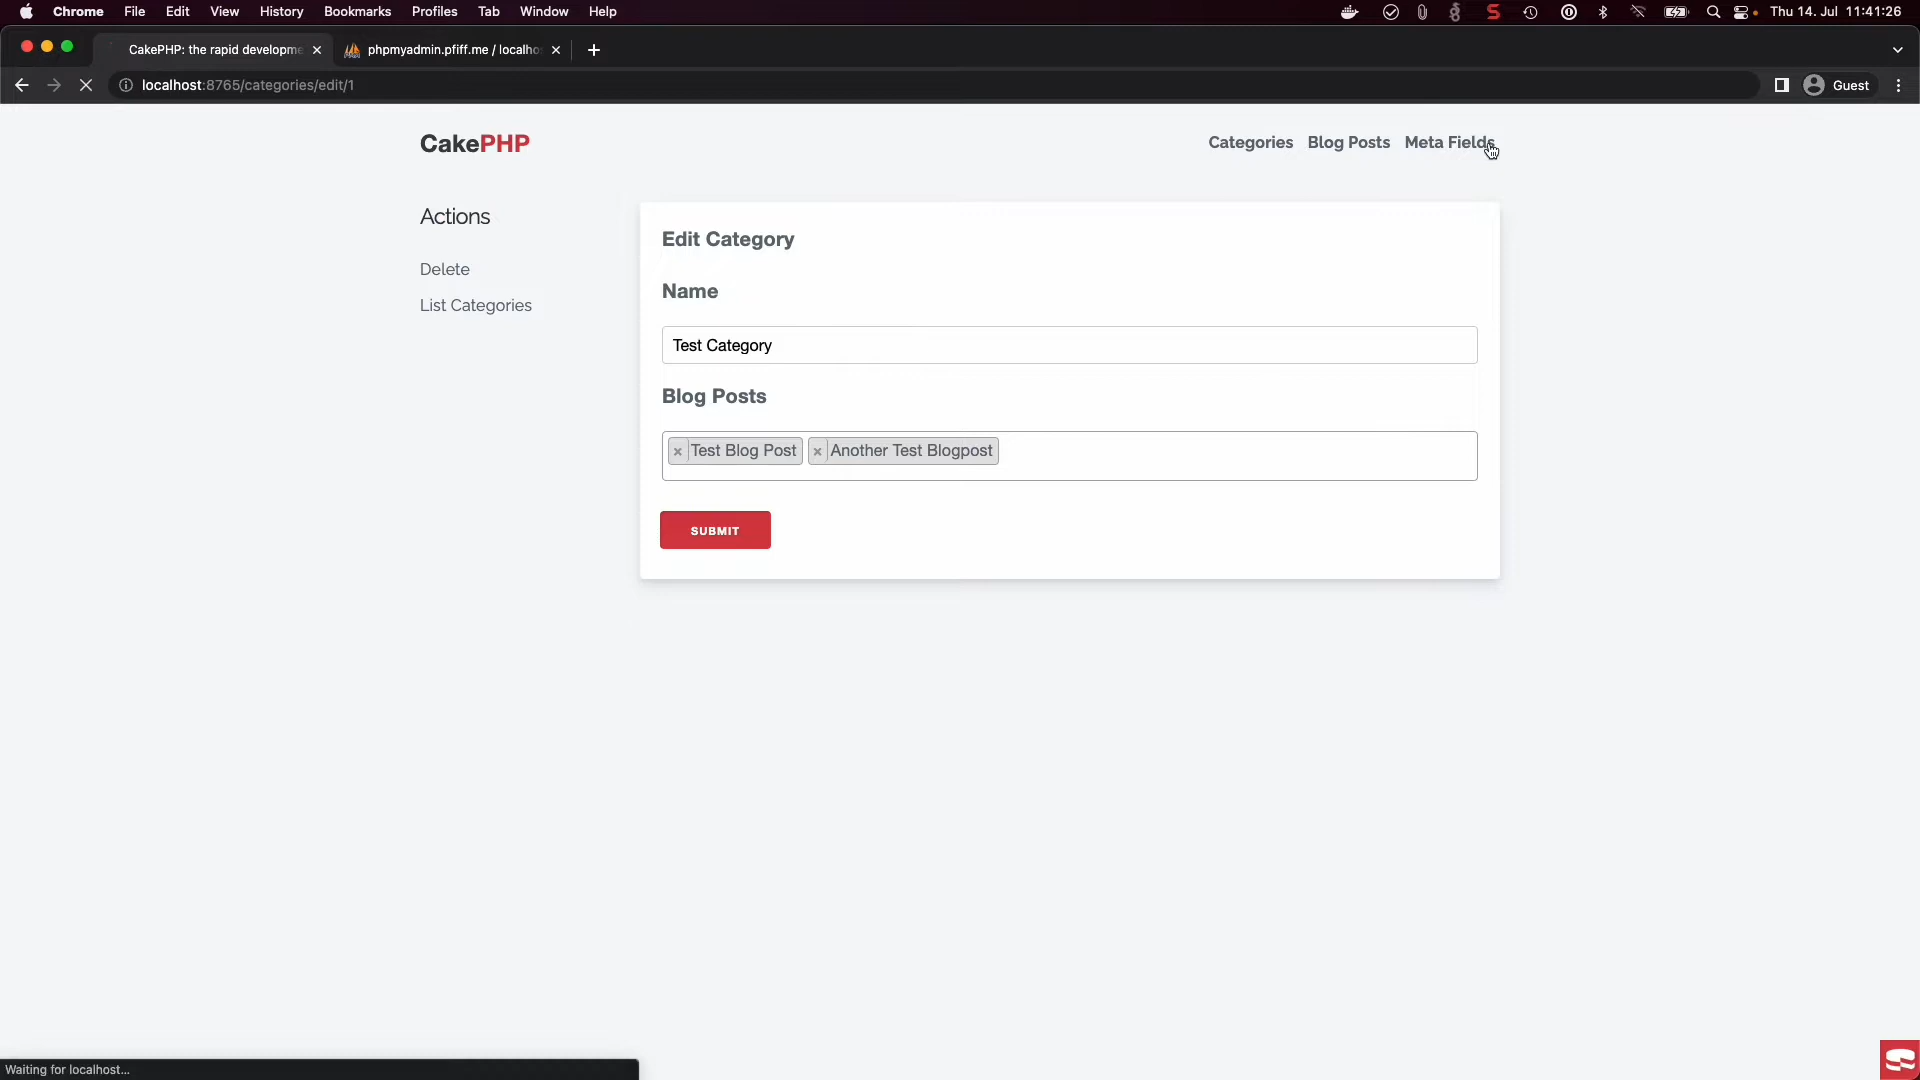 Chrome File Edit View History Bookmarks Profiles Tab Window Help Thu 14. Jul 11:41:26
CakePHP: the rapid developme phpmyadmin.pfiff.me / localho
localhost:8765/categories/edit/1 Guest
CakePHP Categories Blog Posts Meta Fields
Actions
Delete
List Categories
Edit Category
Name
Test Category
Blog Posts
× Test Blog Post × Another Test Blogpost
SUBMIT
Waiting for localhost...